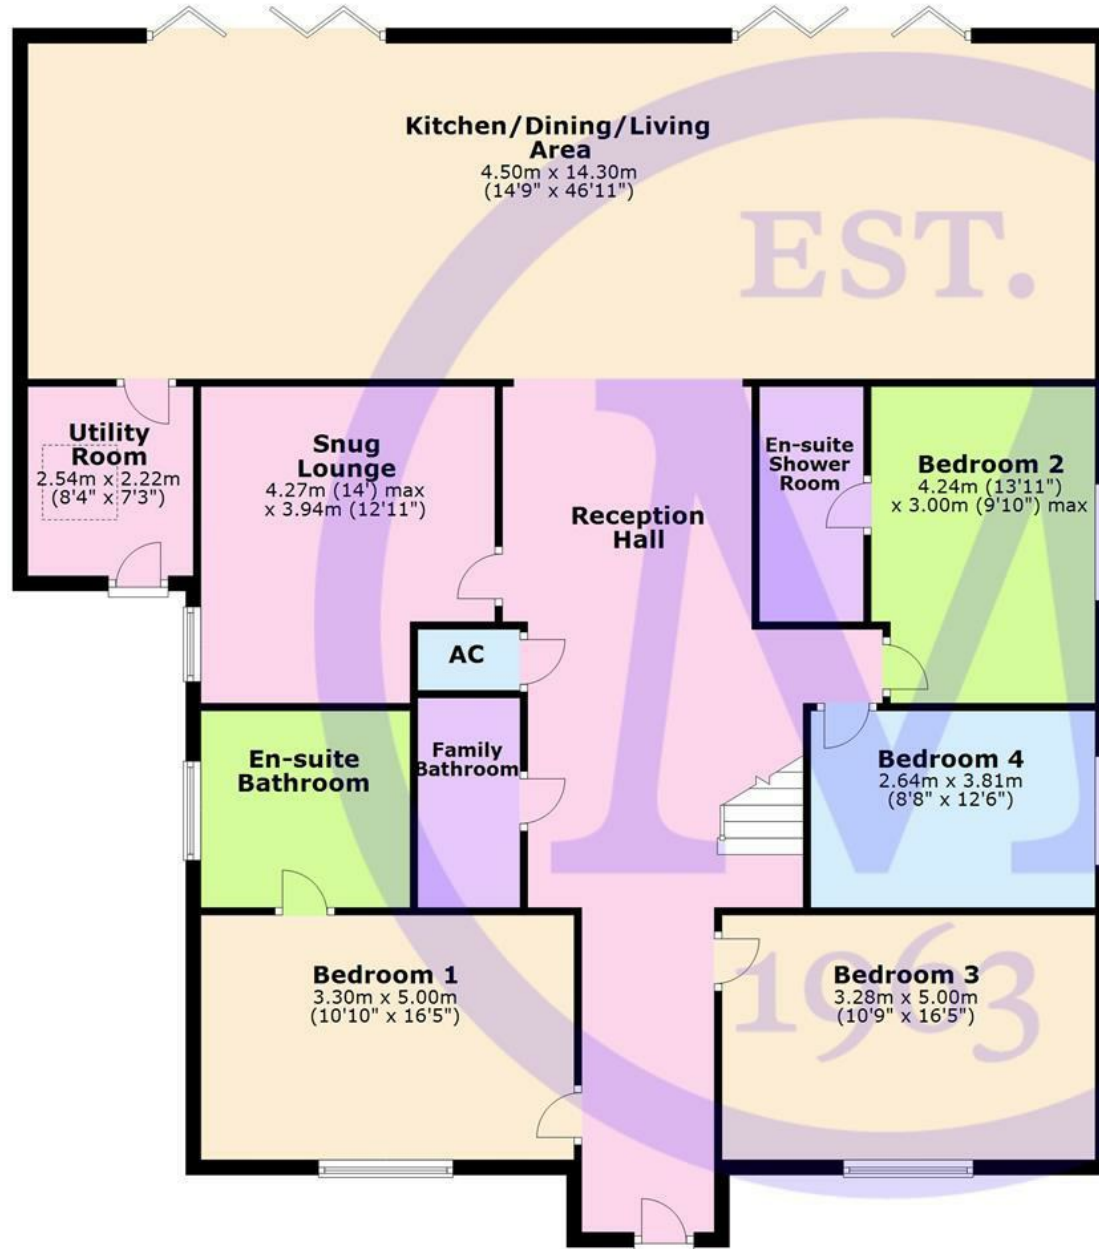 Kitchen/Dining/Living
Area
4.50m x 14.30m
(14'9" x 46'11")
EST.
Utility
Room
2.54m x 2.22m
(8'4" x 7'3")
Snug
Lounge
4.27m (14') max
x 3.94m (12'11")
Reception
Hall
En-suite
Shower
Room
Bedroom 2
4.24m (13'11")
x 3.00m (9'10") max
AC
M
En-suite
Bathroom
Family
Bathroom
Bedroom 4
2.64m x 3.81m
(8'8" x 12'6")
Bedroom 1
3.30m x 5.00m
(10'10" x 16'5")
Bedroom 3
3.28m x 5.00m
(10'9" x 16'5")
1963